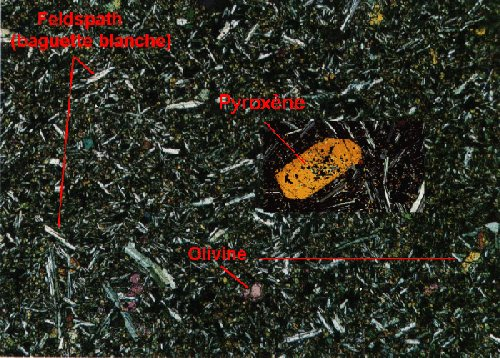 Feldspath
(baguette blanche)
Pyroxène
Olivine